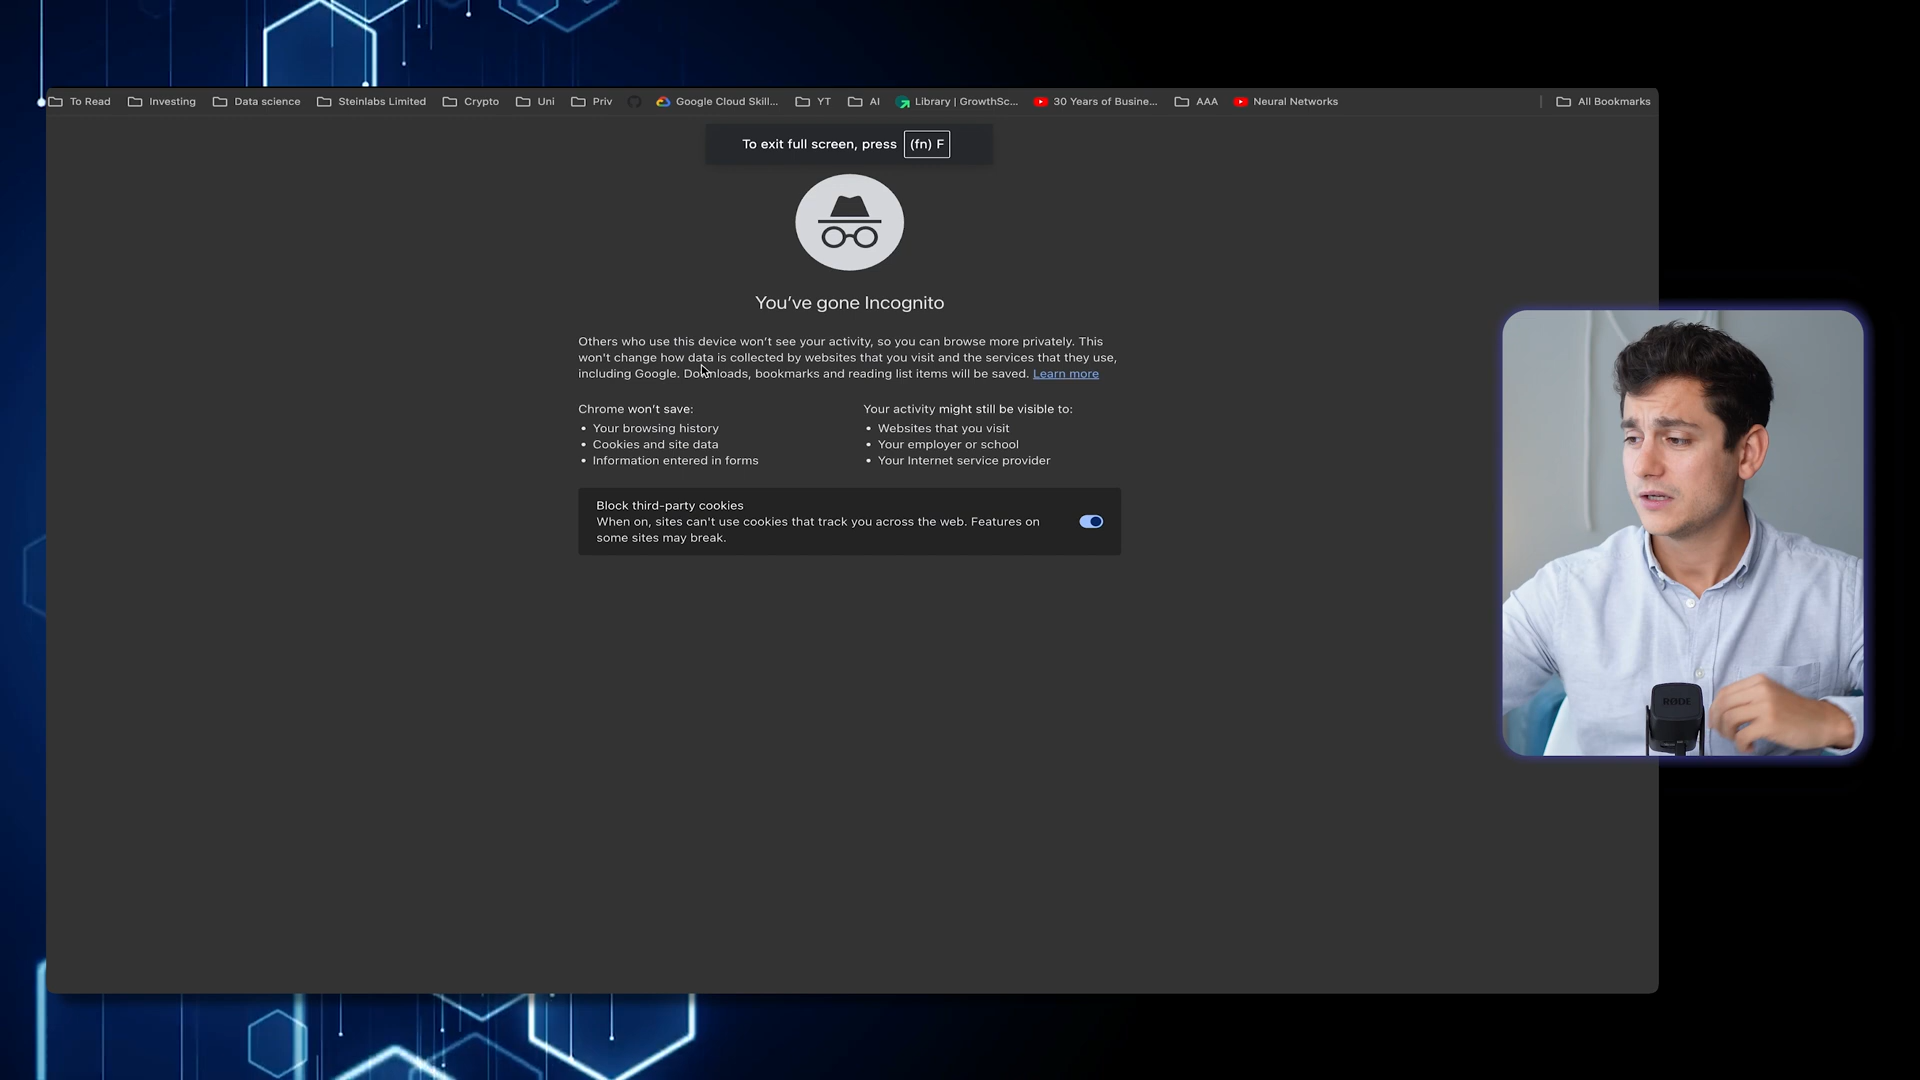 To Read Investing Data science Steinlabs Limited Crypto Uni Priv Google Cloud Skill... YT AI Library | GrowthSc... 30 Years of Busine... AAA Neural Networks All Bookmarks
To exit full screen, press (fn) F
You've gone Incognito
Others who use this device won't see your activity, so you can browse more privately. This
won't change how data is collected by websites that you visit and the services that they use,
including Google. Downloads, bookmarks and reading list items will be saved. Learn more
Chrome won't save:
• Your browsing history
• Cookies and site data
• Information entered in forms
Your activity might still be visible to:
• Websites that you visit
• Your employer or school
• Your Internet service provider
Block third-party cookies
When on, sites can't use cookies that track you across the web. Features on
some sites may break.
RØDE